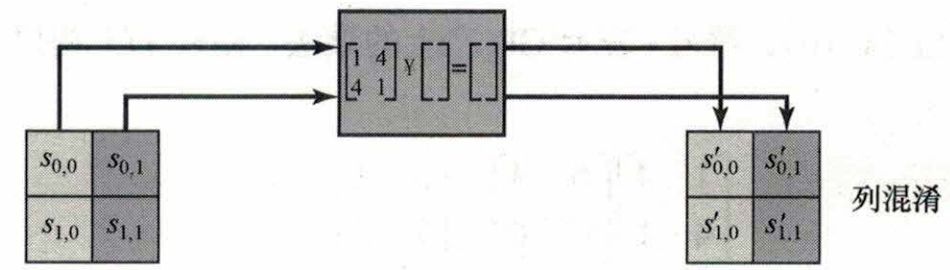 [1 4
4 1] Y [ ] = [ ]
s0,0 s0,1
s1,0 s1,1
s′0,0 s′0,1
s′1,0 s′1,1
列混淆